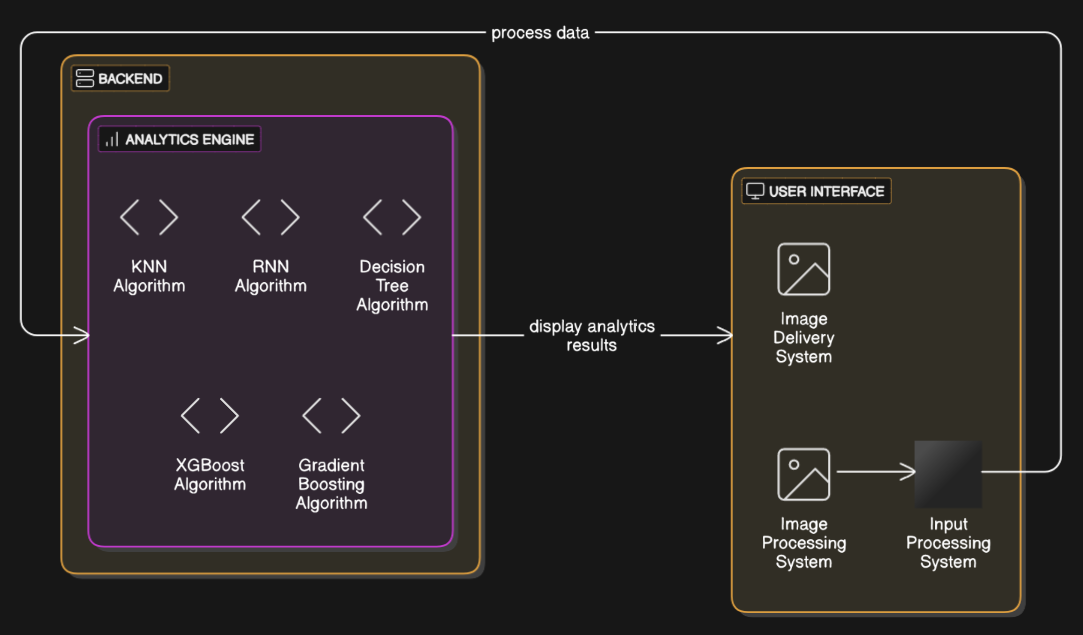 process data
BACKEND
ANALYTICS ENGINE
KNN
Algorithm
RNN
Algorithm
Decision
Tree
Algorithm
XGBoost
Algorithm
Gradient
Boosting
Algorithm
display analytics
results
USER INTERFACE
Image
Delivery
System
Image
Processing
System
Input
Processing
System